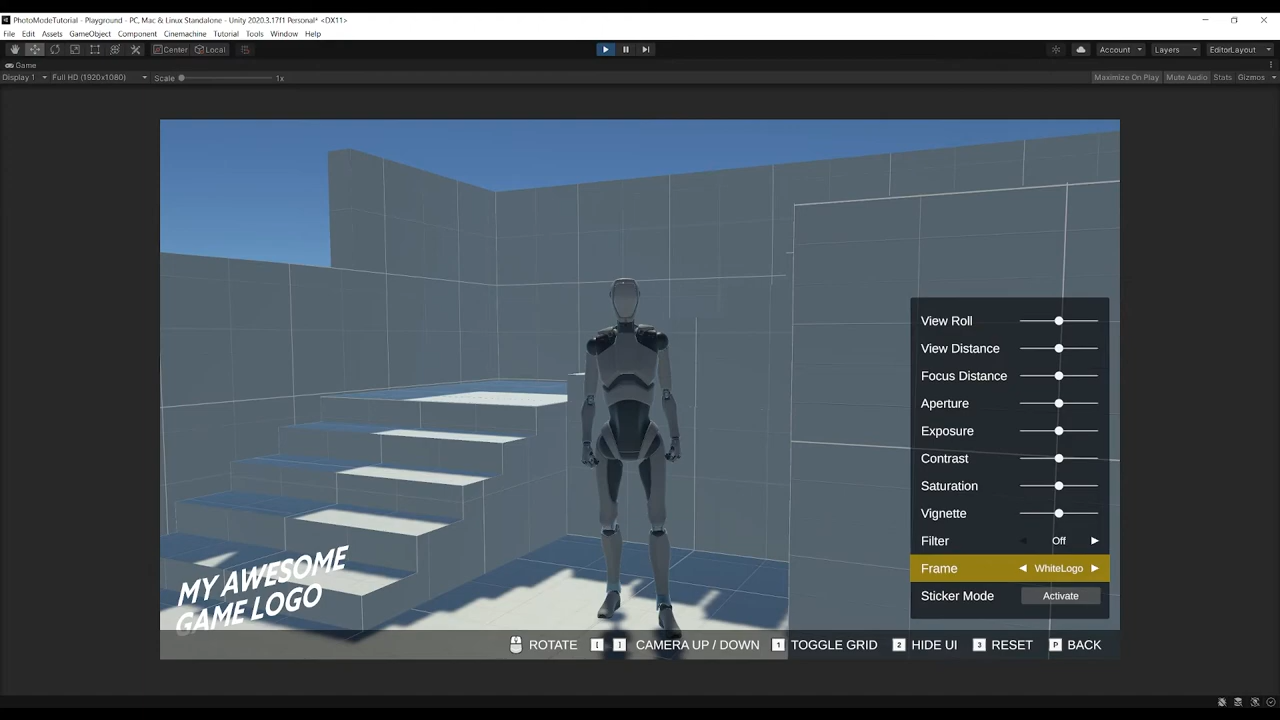 PhotoModeTutorial - Playground - PC, Mac & Linux Standalone - Unity 2020.3.17f1 Personal* <DX11>
File Edit Assets GameObject Component Cinemachine Tutorial Tools Window Help
Center Local Account Layers EditorLayout
Game
Display 1 Full HD (1920x1080) Scale 1x Maximize On Play Mute Audio Stats Gizmos
View Roll
View Distance
Focus Distance
Aperture
Exposure
Contrast
Saturation
Vignette
Filter Off
Frame WhiteLogo
Sticker Mode Activate
MY AWESOME
GAME LOGO
ROTATE [ ] CAMERA UP / DOWN 1 TOGGLE GRID 2 HIDE UI 3 RESET P BACK